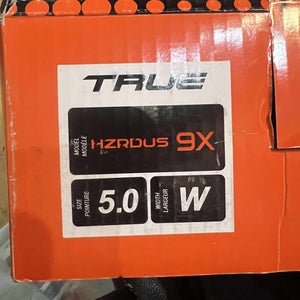 TRUE
MODEL
MODÈLE
HZRDUS 9X
SIZE
POINTURE
5.0
WIDTH
LARGEUR
W